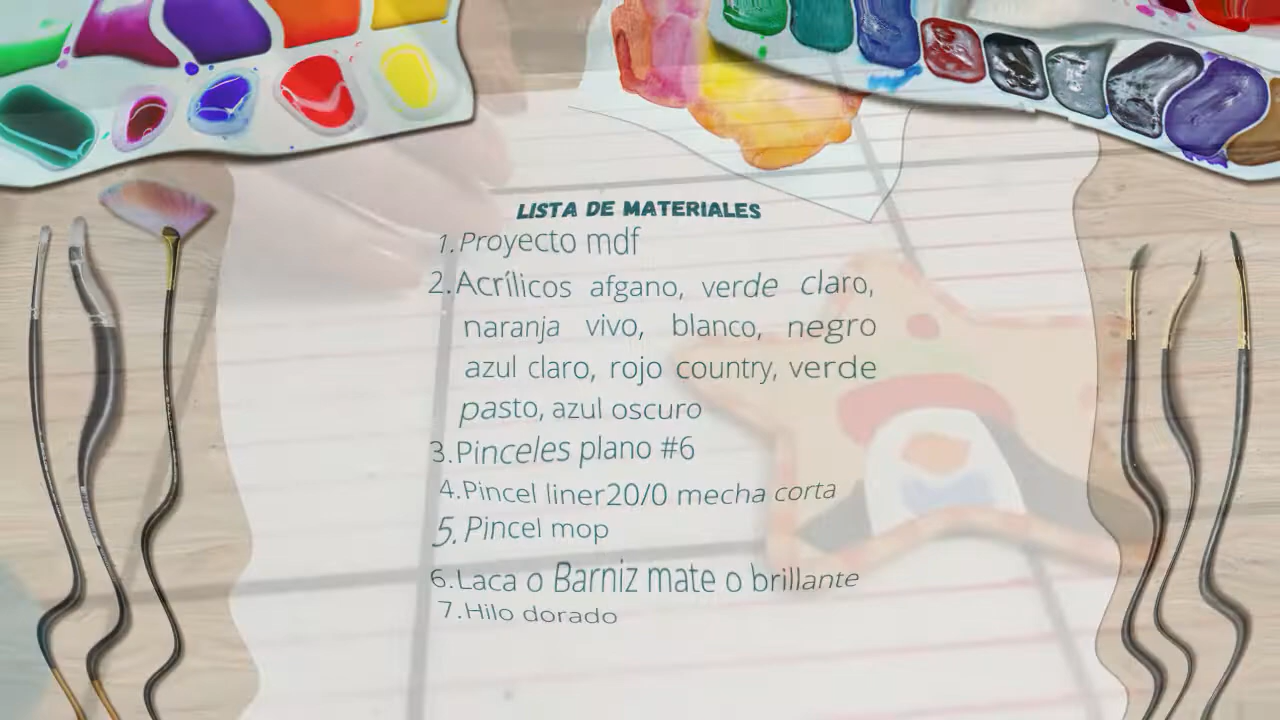 LISTA DE MATERIALES
1. Proyecto mdf
2. Acrílicos afgano, verde claro,
naranja vivo, blanco, negro
azul claro, rojo country, verde
pasto, azul oscuro
3. Pinceles plano #6
4. Pincel liner20/0 mecha corta
5. Pincel mop
6. Laca o Barniz mate o brillante
7. Hilo dorado